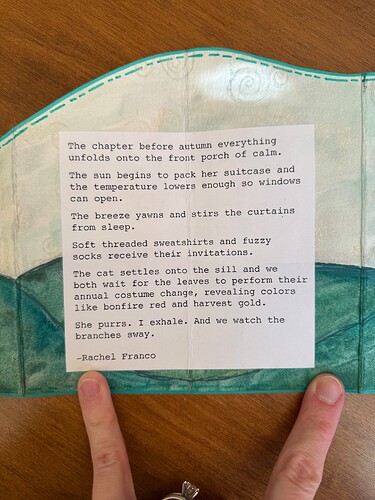 The chapter before autumn everything
unfolds onto the front porch of calm.
The sun begins to pack her suitcase and
the temperature lowers enough so windows
can open.
The breeze yawns and stirs the curtains
from sleep.
Soft threaded sweatshirts and fuzzy
socks receive their invitations.
The cat settles onto the sill and we
both wait for the leaves to perform their
annual costume change, revealing colors
like bonfire red and harvest gold.
She purrs. I exhale. And we watch the
branches sway.
–Rachel Franco